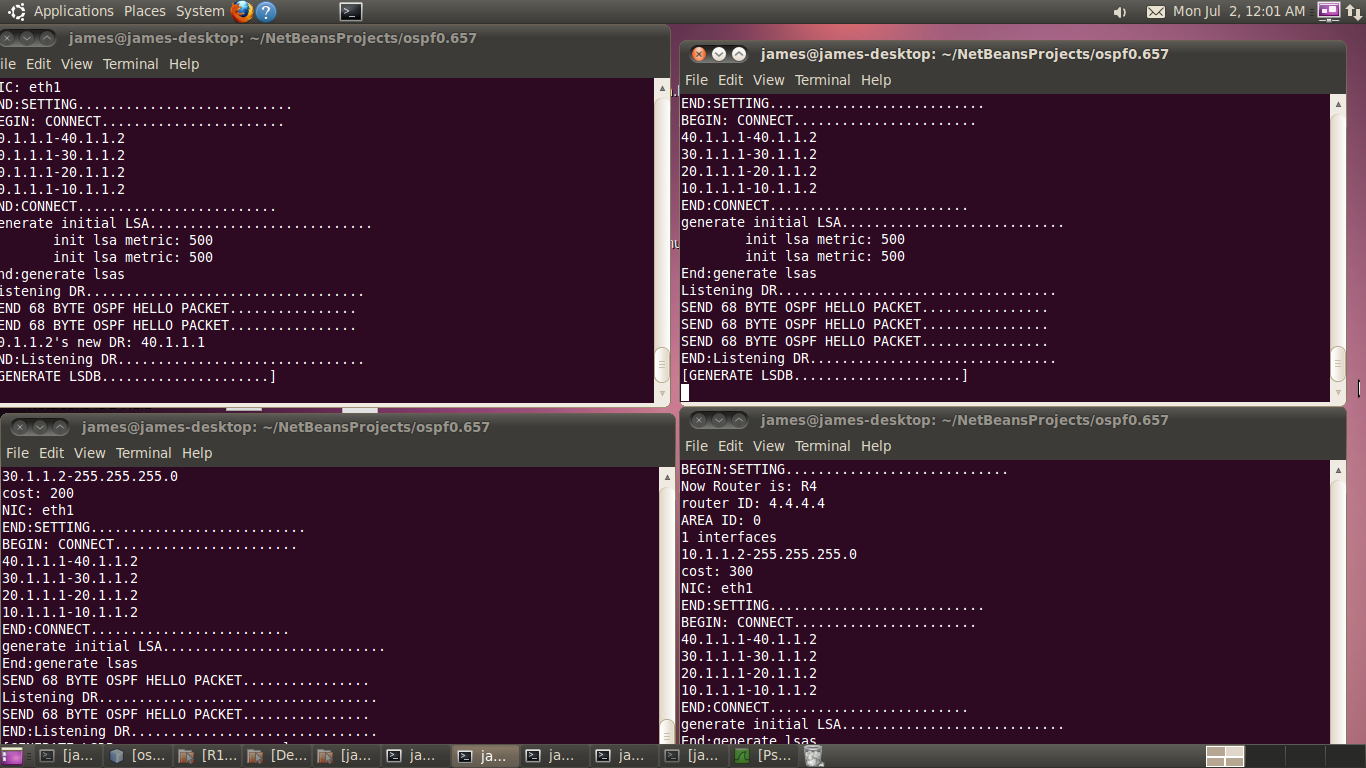 Applications Places System Mon Jul 2, 12:01 AM
james@james-desktop: ~/NetBeansProjects/ospf0.657
ile Edit View Terminal Help
IC: eth1
ND:SETTING...........................
EGIN: CONNECT.......................
0.1.1.1-40.1.1.2
0.1.1.1-30.1.1.2
0.1.1.1-20.1.1.2
0.1.1.1-10.1.1.2
ND:CONNECT.........................
enerate initial LSA............................
init lsa metric: 500
init lsa metric: 500
nd:generate lsas
istening DR...................................
END 68 BYTE OSPF HELLO PACKET................
END 68 BYTE OSPF HELLO PACKET................
0.1.1.2's new DR: 40.1.1.1
ND:Listening DR...............................
GENERATE LSDB.....................]
james@james-desktop: ~/NetBeansProjects/ospf0.657
File Edit View Terminal Help
END:SETTING...........................
BEGIN: CONNECT.......................
40.1.1.1-40.1.1.2
30.1.1.1-30.1.1.2
20.1.1.1-20.1.1.2
10.1.1.1-10.1.1.2
END:CONNECT.........................
generate initial LSA............................
init lsa metric: 500
init lsa metric: 500
End:generate lsas
Listening DR...................................
SEND 68 BYTE OSPF HELLO PACKET................
SEND 68 BYTE OSPF HELLO PACKET................
SEND 68 BYTE OSPF HELLO PACKET................
END:Listening DR...............................
[GENERATE LSDB.....................]
james@james-desktop: ~/NetBeansProjects/ospf0.657
File Edit View Terminal Help
30.1.1.2-255.255.255.0
cost: 200
NIC: eth1
END:SETTING...........................
BEGIN: CONNECT.......................
40.1.1.1-40.1.1.2
30.1.1.1-30.1.1.2
20.1.1.1-20.1.1.2
10.1.1.1-10.1.1.2
END:CONNECT.........................
generate initial LSA............................
End:generate lsas
SEND 68 BYTE OSPF HELLO PACKET................
Listening DR...................................
SEND 68 BYTE OSPF HELLO PACKET................
END:Listening DR...............................
james@james-desktop: ~/NetBeansProjects/ospf0.657
File Edit View Terminal Help
BEGIN:SETTING............................
Now Router is: R4
router ID: 4.4.4.4
AREA ID: 0
1 interfaces
10.1.1.2-255.255.255.0
cost: 300
NIC: eth1
END:SETTING...........................
BEGIN: CONNECT.......................
40.1.1.1-40.1.1.2
30.1.1.1-30.1.1.2
20.1.1.1-20.1.1.2
10.1.1.1-10.1.1.2
END:CONNECT.........................
generate initial LSA............................
End:generate lsas
[ja... [os... [R1... [De... [ja... ja... ja... ja... ja... [ja... [Ps...